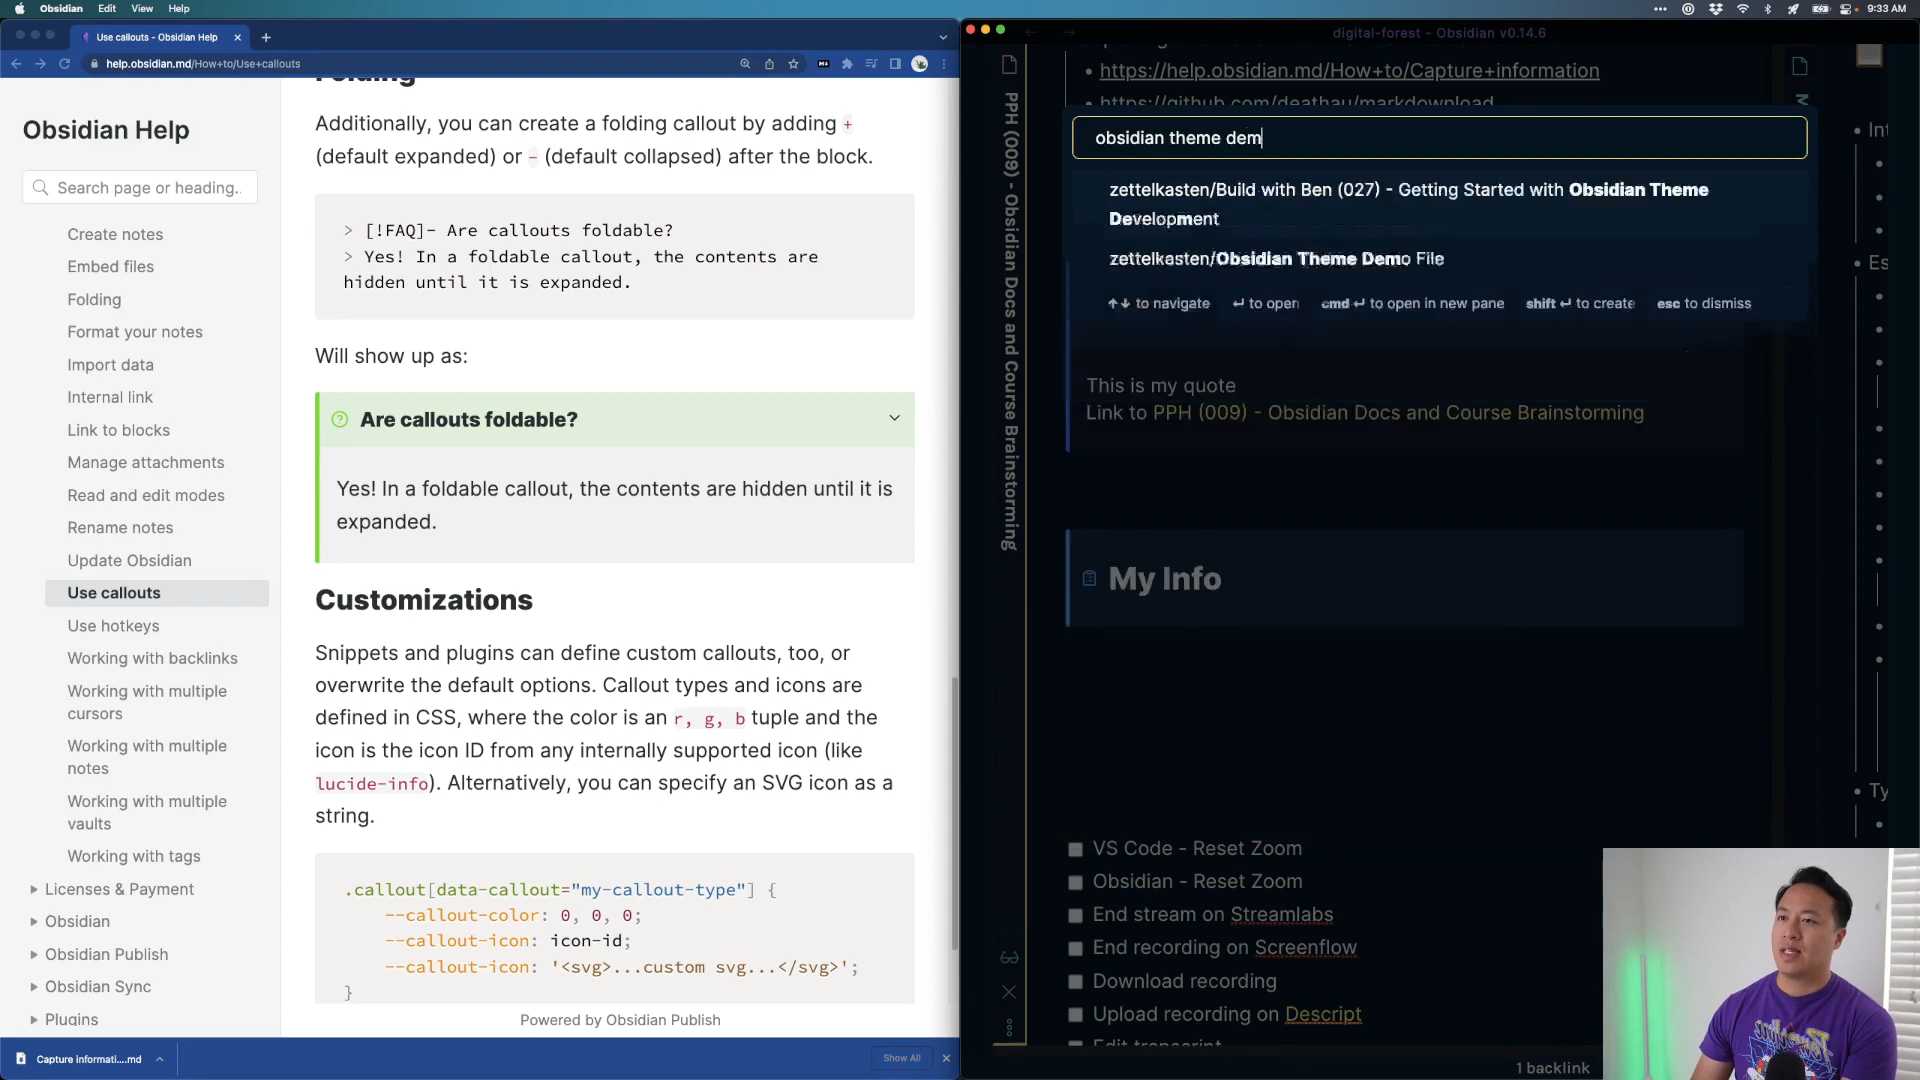 Obsidian Edit View Help
9:33 AM
Use callouts - Obsidian Help
help.obsidian.md/How+to/Use+callouts
Obsidian Help
Search page or heading..
Create notes
Embed files
Folding
Format your notes
Import data
Internal link
Link to blocks
Manage attachments
Read and edit modes
Rename notes
Update Obsidian
Use callouts
Use hotkeys
Working with backlinks
Working with multiple
cursors
Working with multiple
notes
Working with multiple
vaults
Working with tags
Licenses & Payment
Obsidian
Obsidian Publish
Obsidian Sync
Plugins
Folding
Additionally, you can create a folding callout by adding +
(default expanded) or - (default collapsed) after the block.
> [!FAQ]- Are callouts foldable?
> Yes! In a foldable callout, the contents are
hidden until it is expanded.
Will show up as:
Are callouts foldable?
Yes! In a foldable callout, the contents are hidden until it is
expanded.
Customizations
Snippets and plugins can define custom callouts, too, or
overwrite the default options. Callout types and icons are
defined in CSS, where the color is an r, g, b tuple and the
icon is the icon ID from any internally supported icon (like
lucide-info). Alternatively, you can specify an SVG icon as a
string.
.callout[data-callout="my-callout-type"] {
--callout-color: 0, 0, 0;
--callout-icon: icon-id;
--callout-icon: '<svg>...custom svg...</svg>';
}
Powered by Obsidian Publish
Capture informati....md
Show All
digital-forest - Obsidian v0.14.6
PPH (009) - Obsidian Docs and Course Brainstorming
• https://help.obsidian.md/How+to/Capture+information
• https://github.com/deathau/markdownload
obsidian theme dem
zettelkasten/Build with Ben (027) - Getting Started with Obsidian Theme
Development
zettelkasten/Obsidian Theme Demo File
↑↓ to navigate ↵ to open cmd ↵ to open in new pane shift ↵ to create esc to dismiss
This is my quote
Link to PPH (009) - Obsidian Docs and Course Brainstorming
My Info
VS Code - Reset Zoom
Obsidian - Reset Zoom
End stream on Streamlabs
End recording on Screenflow
Download recording
Upload recording on Descript
Edit transcript
1 backlink
• Int
• Es
• Ty